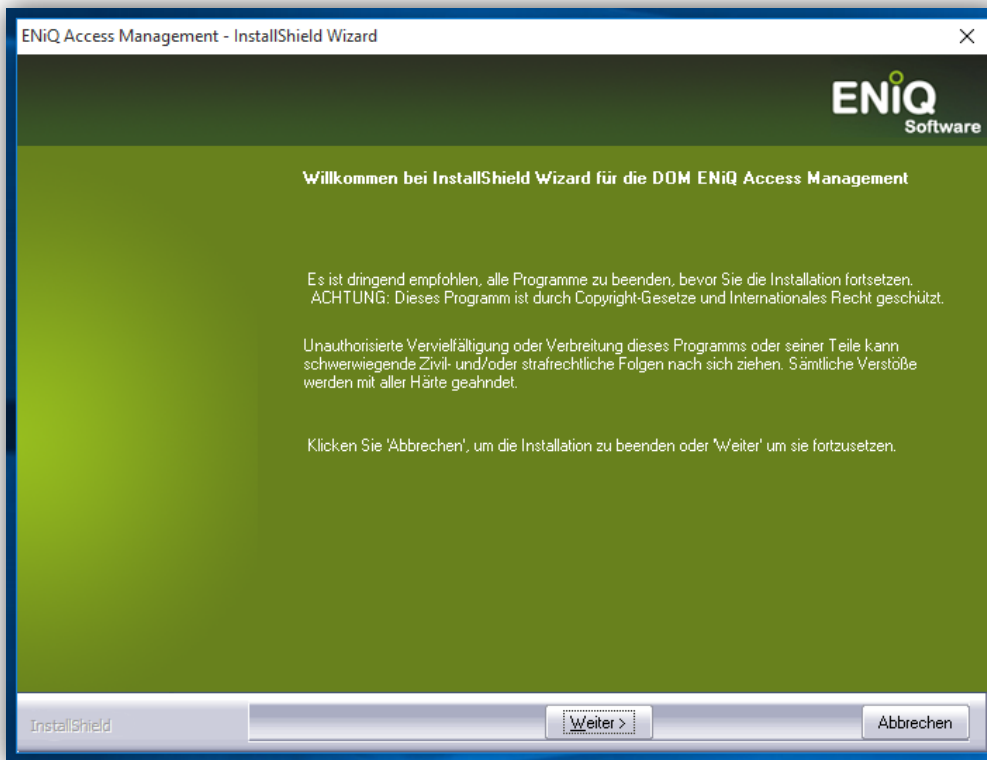 ENiQ Access Management - InstallShield Wizard
ENiQ
Software
Willkommen bei InstallShield Wizard für die DOM ENiQ Access Management
Es ist dringend empfohlen, alle Programme zu beenden, bevor Sie die Installation fortsetzen.
ACHTUNG: Dieses Programm ist durch Copyright-Gesetze und Internationales Recht geschützt.
Unauthorisierte Vervielfältigung oder Verbreitung dieses Programms oder seiner Teile kann
schwerwiegende Zivil- und/oder strafrechtliche Folgen nach sich ziehen. Sämtliche Verstöße
werden mit aller Härte geahndet.
Klicken Sie 'Abbrechen', um die Installation zu beenden oder 'Weiter' um sie fortzusetzen.
InstallShield
Weiter >
Abbrechen